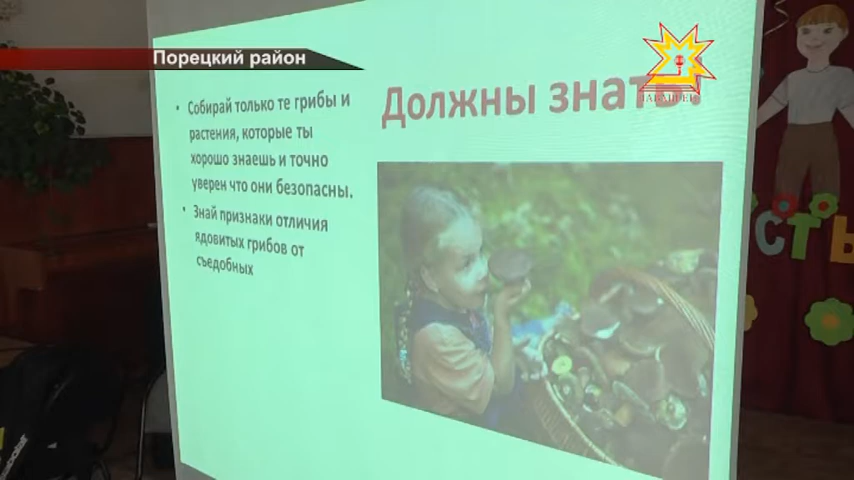 Порецкий район
Должны знать!
• Собирай только те грибы и
растения, которые ты
хорошо знаешь и точно
уверен что они безопасны.
• Знай признаки отличия
ядовитых грибов от
съедобных
СТЬ